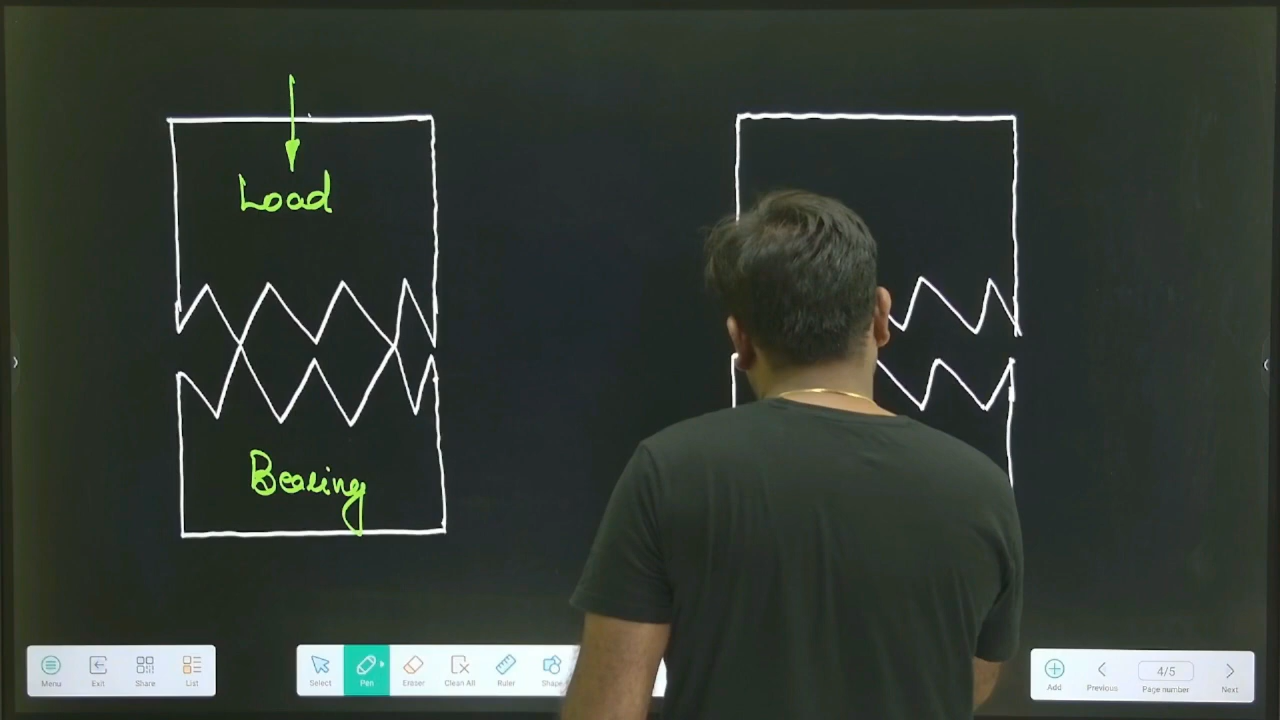 Load
Bearing
Menu
Exit
Share
List
Select
Pen
Eraser
Clean All
Ruler
Shape
Add
Previous
4/5
Page number
Next